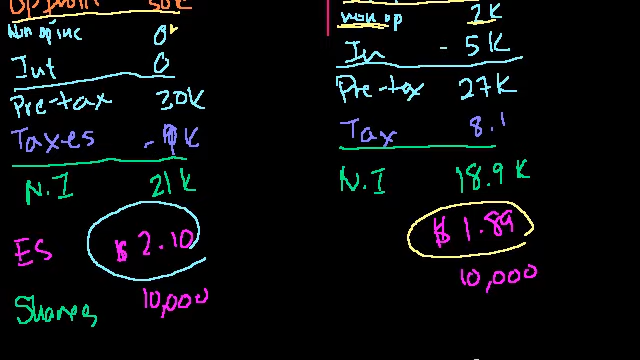 Op Profit 30K
Non op inc 0
Int 0
Pre-tax 30K
Taxes - 9K
N.I 21K
ES $ 2.10
Shares 10,000
non op 2K
In - 5K
Pre-tax 27K
Tax 8.1
N.I 18.9K
$ 1.89
10,000